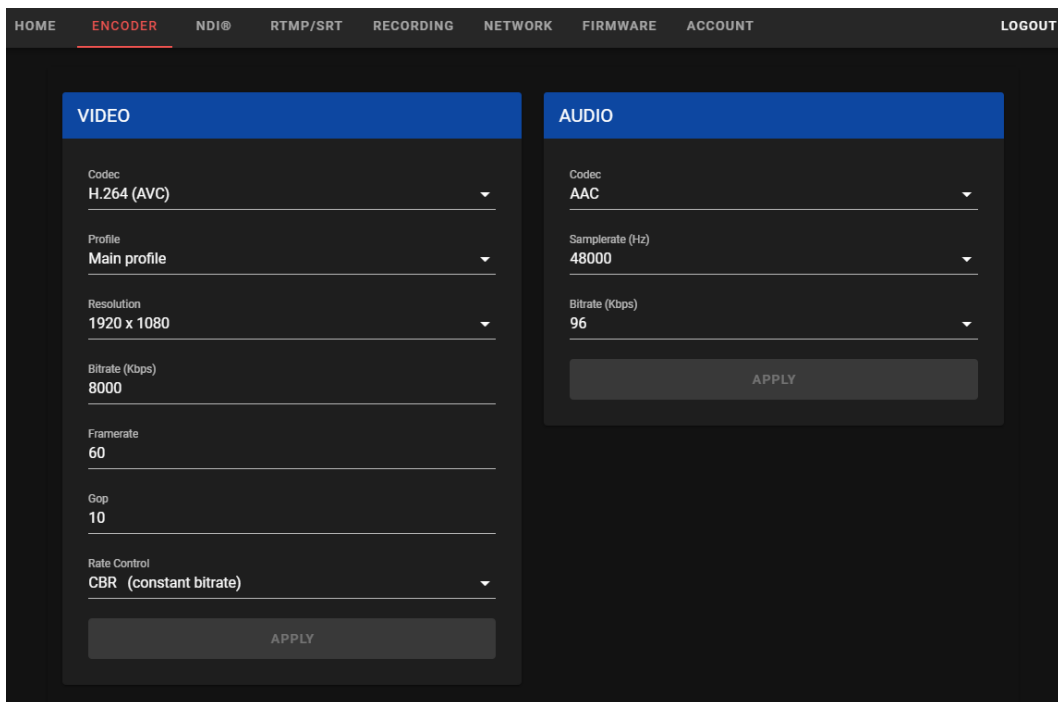 HOME ENCODER NDI® RTMP/SRT RECORDING NETWORK FIRMWARE ACCOUNT LOGOUT
VIDEO
Codec
H.264 (AVC)
Profile
Main profile
Resolution
1920 x 1080
Bitrate (Kbps)
8000
Framerate
60
Gop
10
Rate Control
CBR (constant bitrate)
APPLY
AUDIO
Codec
AAC
Samplerate (Hz)
48000
Bitrate (Kbps)
96
APPLY